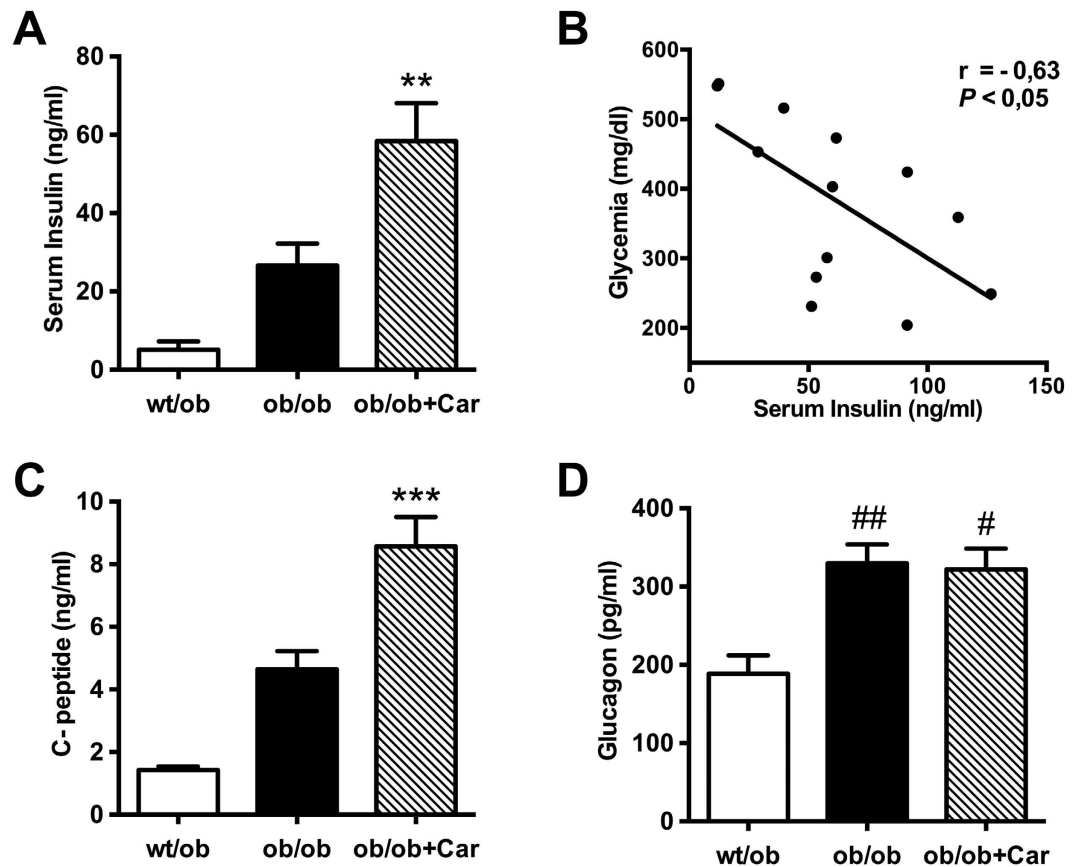 A
Serum Insulin (ng/ml)
80
60
40
20
0
**
wt/ob
ob/ob
ob/ob+Car
B
Glycemia (mg/dl)
600
500
400
300
200
r = - 0,63
P < 0,05
0
50
100
150
Serum Insulin (ng/ml)
C
C- peptide (ng/ml)
10
8
6
4
2
0
***
wt/ob
ob/ob
ob/ob+Car
D
Glucagon (pg/ml)
400
300
200
100
0
##
#
wt/ob
ob/ob
ob/ob+Car